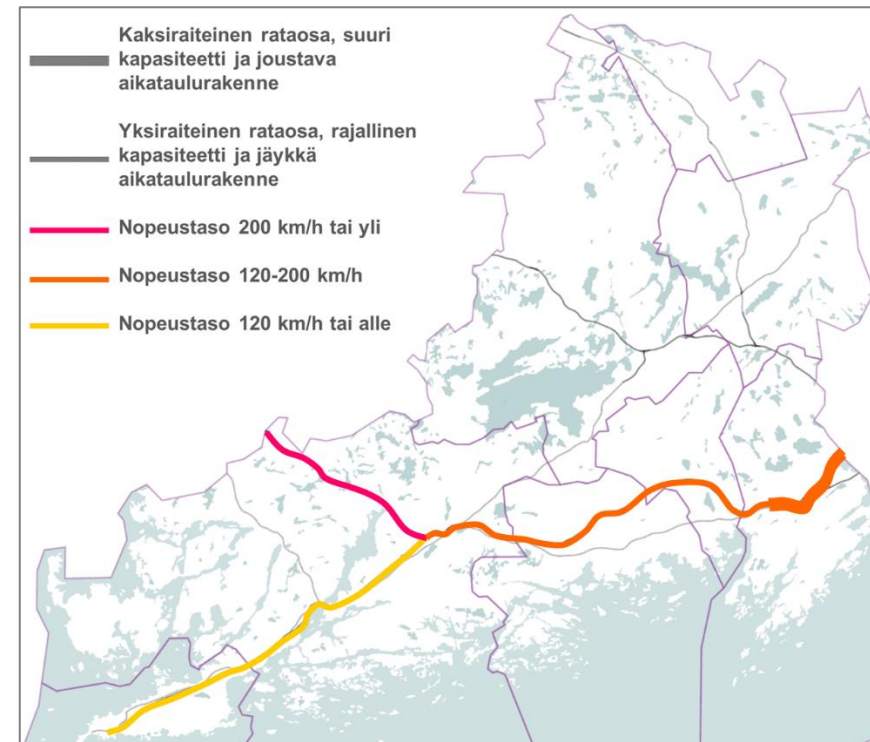 Kaksiraiteinen rataosa, suuri
kapasiteetti ja joustava
aikataulurakenne
Yksiraiteinen rataosa, rajallinen
kapasiteetti ja jäykkä
aikataulurakenne
Nopeustaso 200 km/h tai yli
Nopeustaso 120-200 km/h
Nopeustaso 120 km/h tai alle